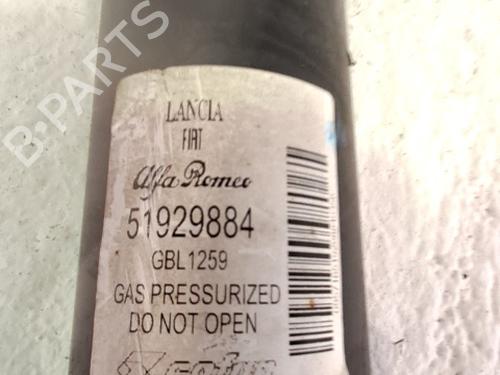 B-PARTS
LANCIA
FIAT
Alfa Romeo
51929884
GBL1259
GAS PRESSURIZED
DO NOT OPEN